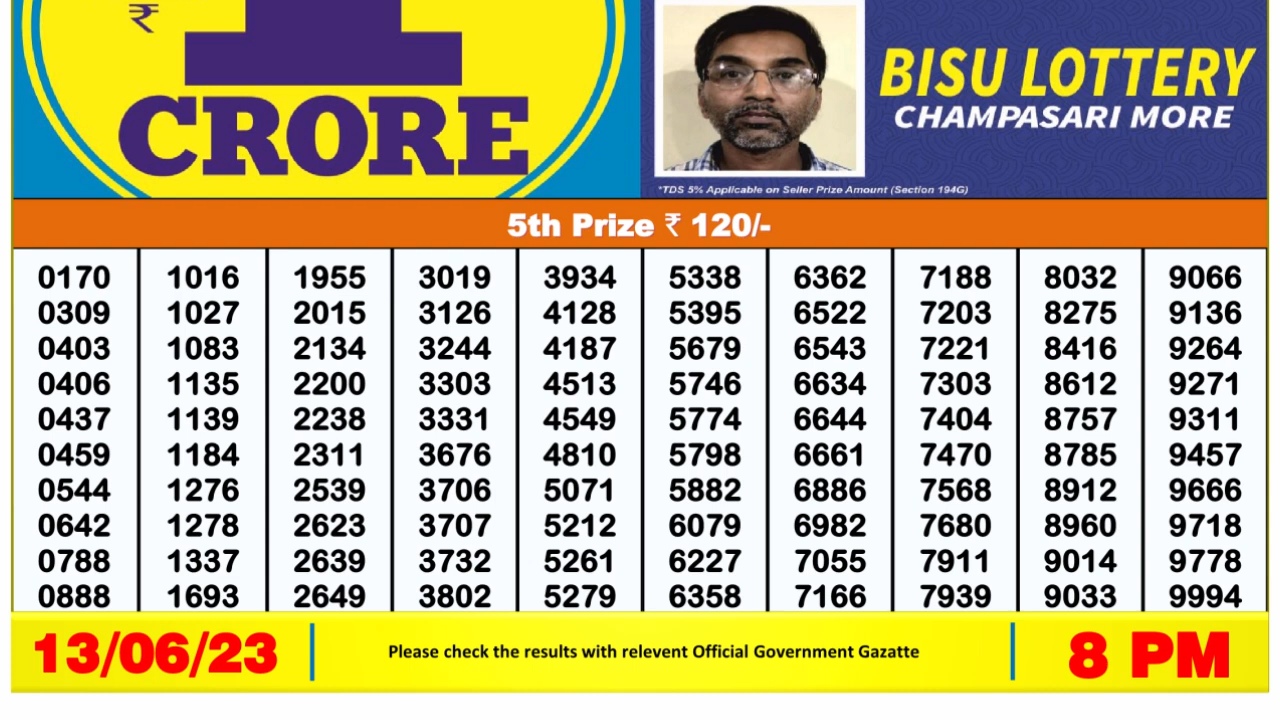 ₹
1
CRORE
BISU LOTTERY
CHAMPASARI MORE
*TDS 5% Applicable on Seller Prize Amount (Section 194G)
5th Prize ₹ 120/-
0170 1016 1955 3019 3934 5338 6362 7188 8032 9066
0309 1027 2015 3126 4128 5395 6522 7203 8275 9136
0403 1083 2134 3244 4187 5679 6543 7221 8416 9264
0406 1135 2200 3303 4513 5746 6634 7303 8612 9271
0437 1139 2238 3331 4549 5774 6644 7404 8757 9311
0459 1184 2311 3676 4810 5798 6661 7470 8785 9457
0544 1276 2539 3706 5071 5882 6886 7568 8912 9666
0642 1278 2623 3707 5212 6079 6982 7680 8960 9718
0788 1337 2639 3732 5261 6227 7055 7911 9014 9778
0888 1693 2649 3802 5279 6358 7166 7939 9033 9994
13/06/23
Please check the results with relevent Official Government Gazatte
8 PM